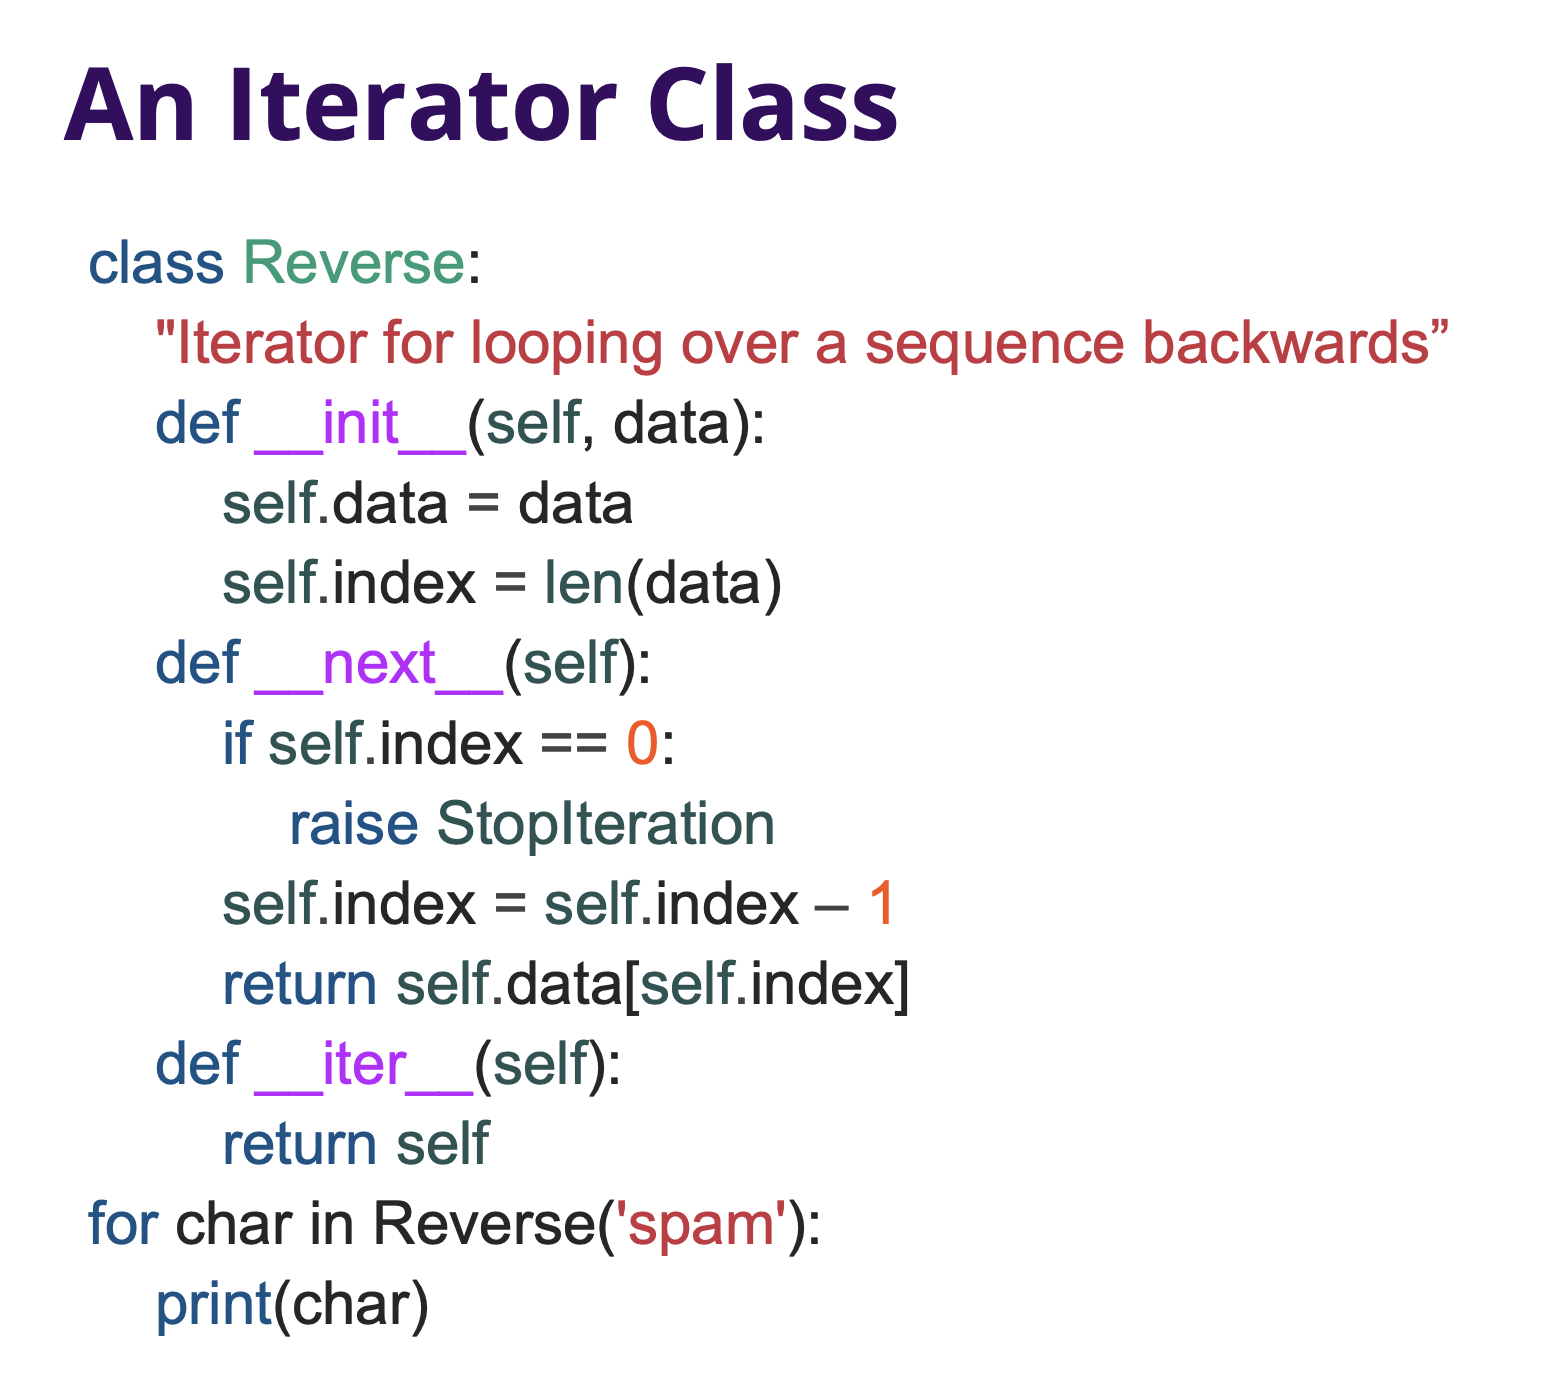 An Iterator Class
class Reverse:
"Iterator for looping over a sequence backwards”
def __init__(self, data):
self.data = data
self.index = len(data)
def __next__(self):
if self.index == 0:
raise StopIteration
self.index = self.index – 1
return self.data[self.index]
def __iter__(self):
return self
for char in Reverse('spam'):
print(char)